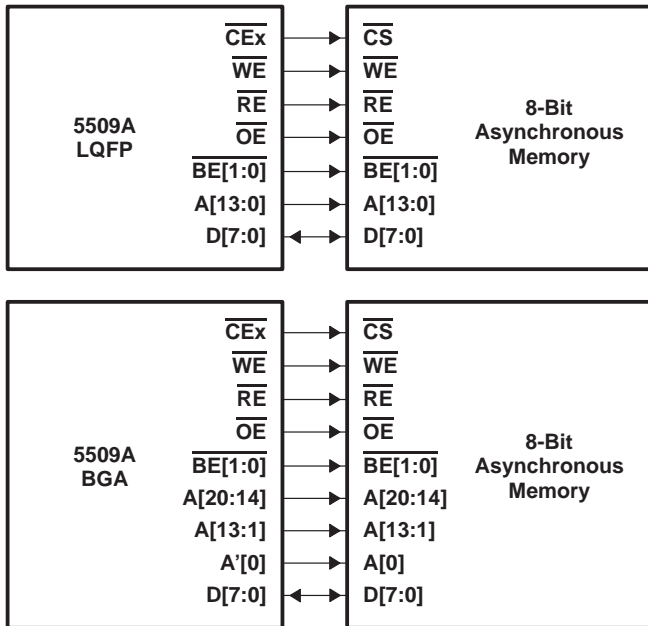 CEx CS
WE WE
RE RE
OE OE
BE[1:0] BE[1:0]
A[13:0] A[13:0]
D[7:0] D[7:0]
5509A
LQFP
8-Bit
Asynchronous
Memory
CEx CS
WE WE
RE RE
OE OE
BE[1:0] BE[1:0]
A[20:14] A[20:14]
A[13:1] A[13:1]
A'[0] A[0]
D[7:0] D[7:0]
5509A
BGA
8-Bit
Asynchronous
Memory